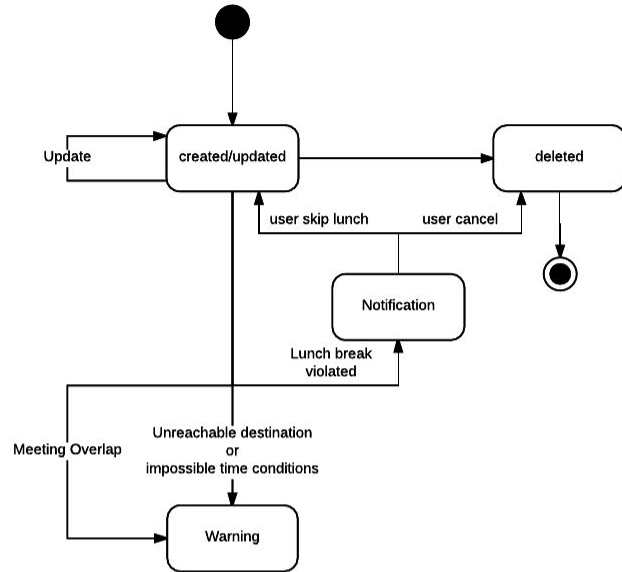 created/updated
deleted
Update
user skip lunch
user cancel
Notification
Lunch break
violated
Meeting Overlap
Unreachable destination
or
impossible time conditions
Warning